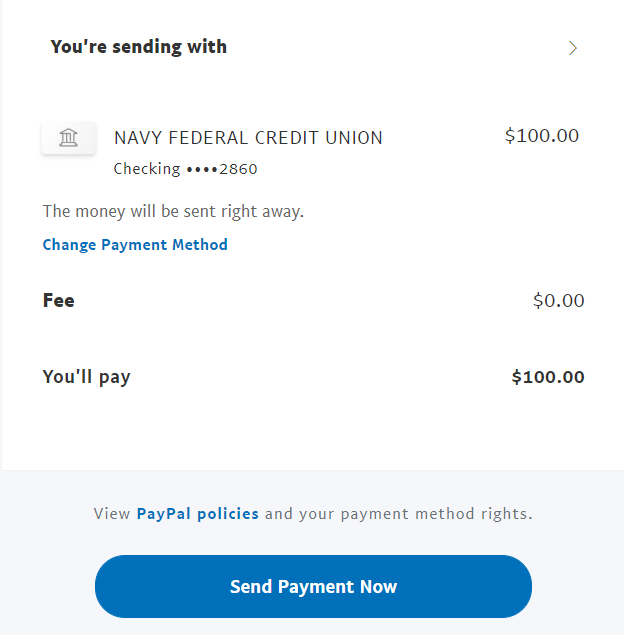 You're sending with
NAVY FEDERAL CREDIT UNION $100.00
Checking ••••2860
The money will be sent right away.
Change Payment Method
Fee $0.00
You'll pay $100.00
View PayPal policies and your payment method rights.
Send Payment Now